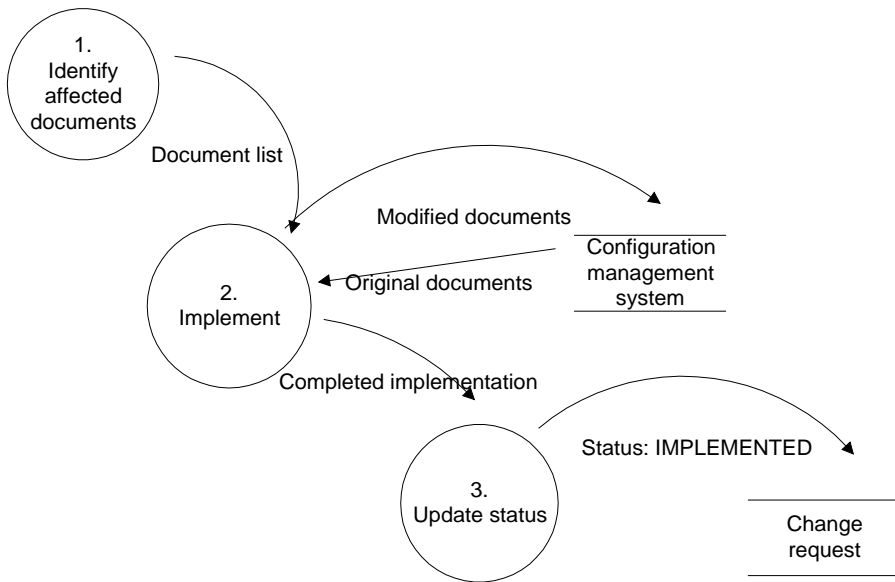 1.
Identify
affected
documents
Document list
Modified documents
Configuration
management
system
Original documents
2.
Implement
Completed implementation
Status: IMPLEMENTED
3.
Update status
Change
request